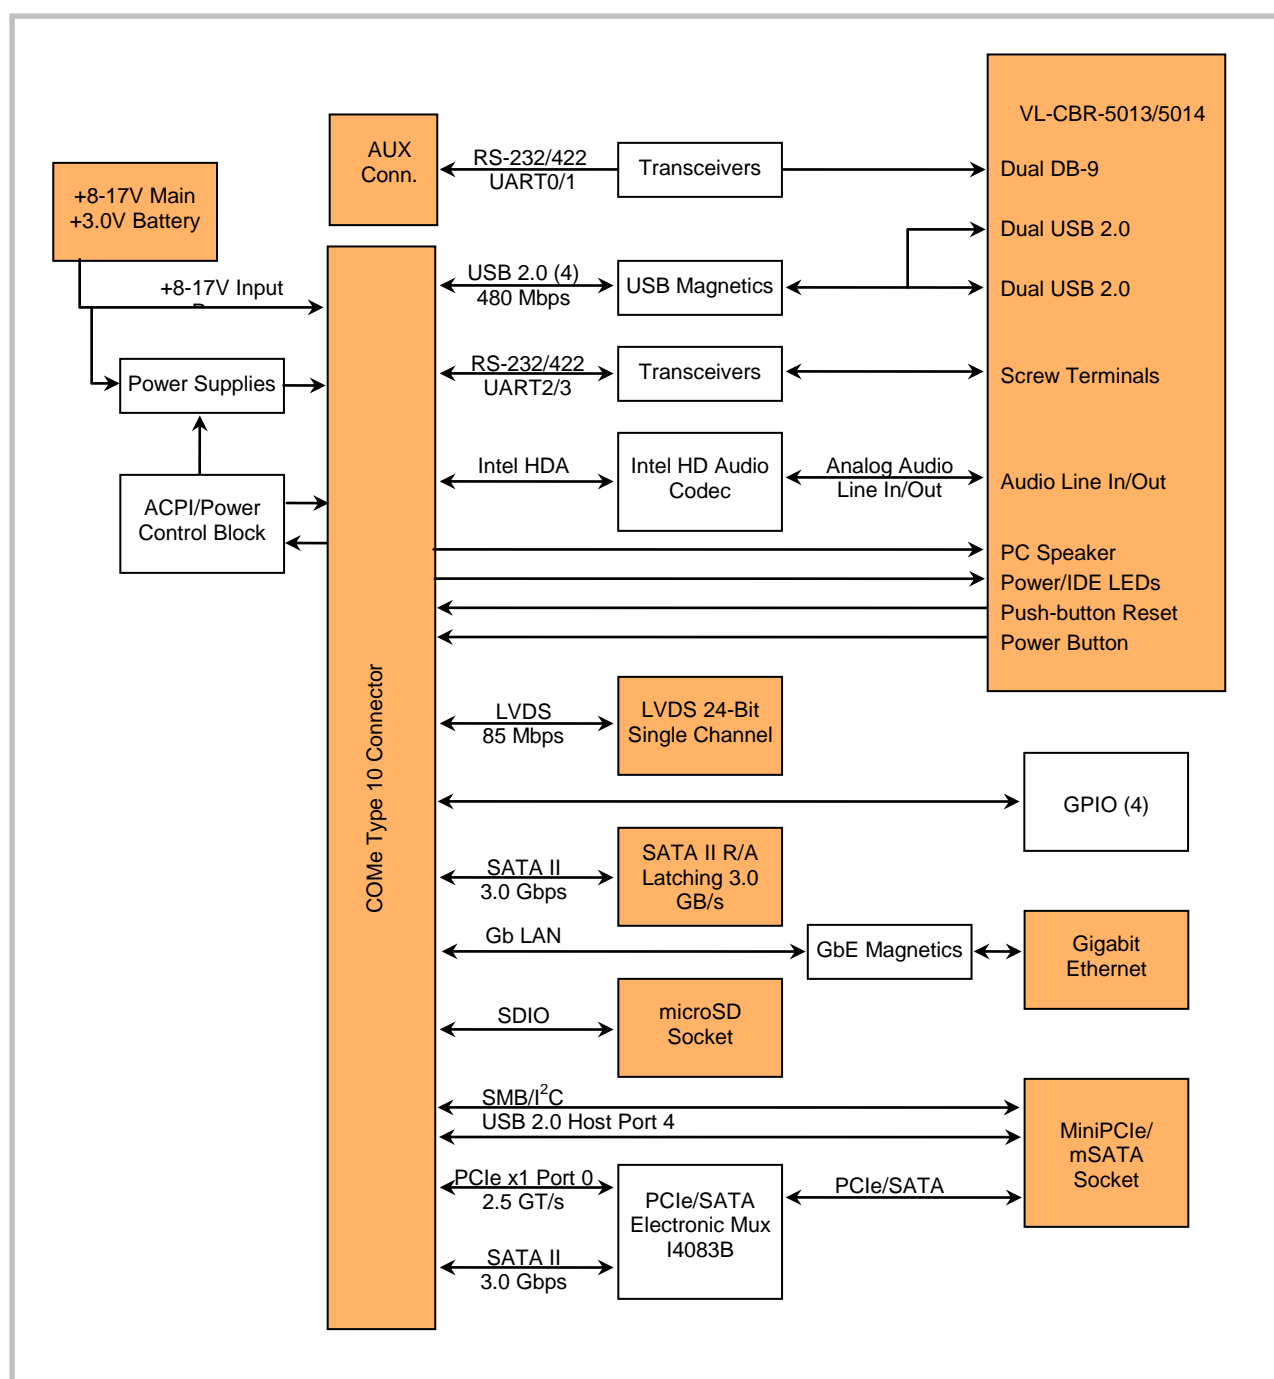 VL-CBR-5013/5014
AUX
Conn.
RS-232/422
UART0/1
Transceivers
Dual DB-9
+8-17V Main
+3.0V Battery
Dual USB 2.0
USB 2.0 (4)
480 Mbps
USB Magnetics
Dual USB 2.0
+8-17V Input
Power Supplies
RS-232/422
UART2/3
Transceivers
Screw Terminals
Intel HDA
Intel HD Audio
Codec
Analog Audio
Line In/Out
Audio Line In/Out
ACPI/Power
Control Block
PC Speaker
Power/IDE LEDs
Push-button Reset
Power Button
COMe Type 10 Connector
LVDS
85 Mbps
LVDS 24-Bit
Single Channel
GPIO (4)
SATA II
3.0 Gbps
SATA II R/A
Latching 3.0
GB/s
Gb LAN
GbE Magnetics
Gigabit
Ethernet
SDIO
microSD
Socket
SMB/I²C
USB 2.0 Host Port 4
MiniPCIe/
mSATA
Socket
PCIe x1 Port 0
2.5 GT/s
PCIe/SATA
Electronic Mux
I4083B
PCIe/SATA
SATA II
3.0 Gbps